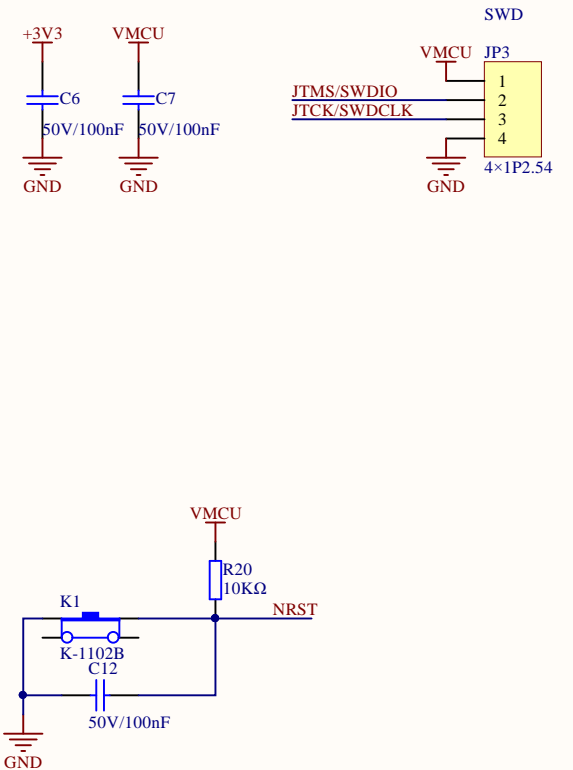 SWD
+3V3
VMCU
VMCU
JP3
C6
C7
1
JTMS/SWDIO
2
JTCK/SWDCLK
3
50V/100nF
50V/100nF
4
4×1P2.54
GND
GND
GND
VMCU
R20
10KΩ
K1
NRST
K-1102B
C12
50V/100nF
GND